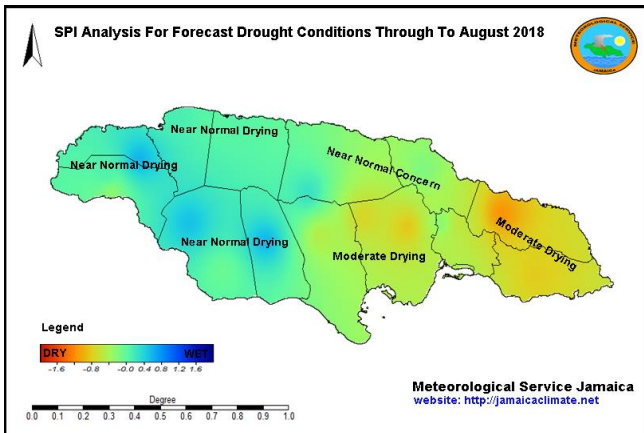 SPI Analysis For Forecast Drought Conditions Through To August 2018
METEOROLOGICAL SERVICE
JAMAICA
Near Normal Drying
Near Normal Drying
Near Normal Concern
Near Normal Drying
Moderate Drying
Moderate Drying
Legend
DRY WET
-1.6 -0.8 -0.0 0.4 0.8 1.2 1.6
Degree
0.0 0.1 0.2 0.3 0.4 0.5 0.6 0.7 0.8 0.9 1.0
Meteorological Service Jamaica
website: http://jamaicaclimate.net